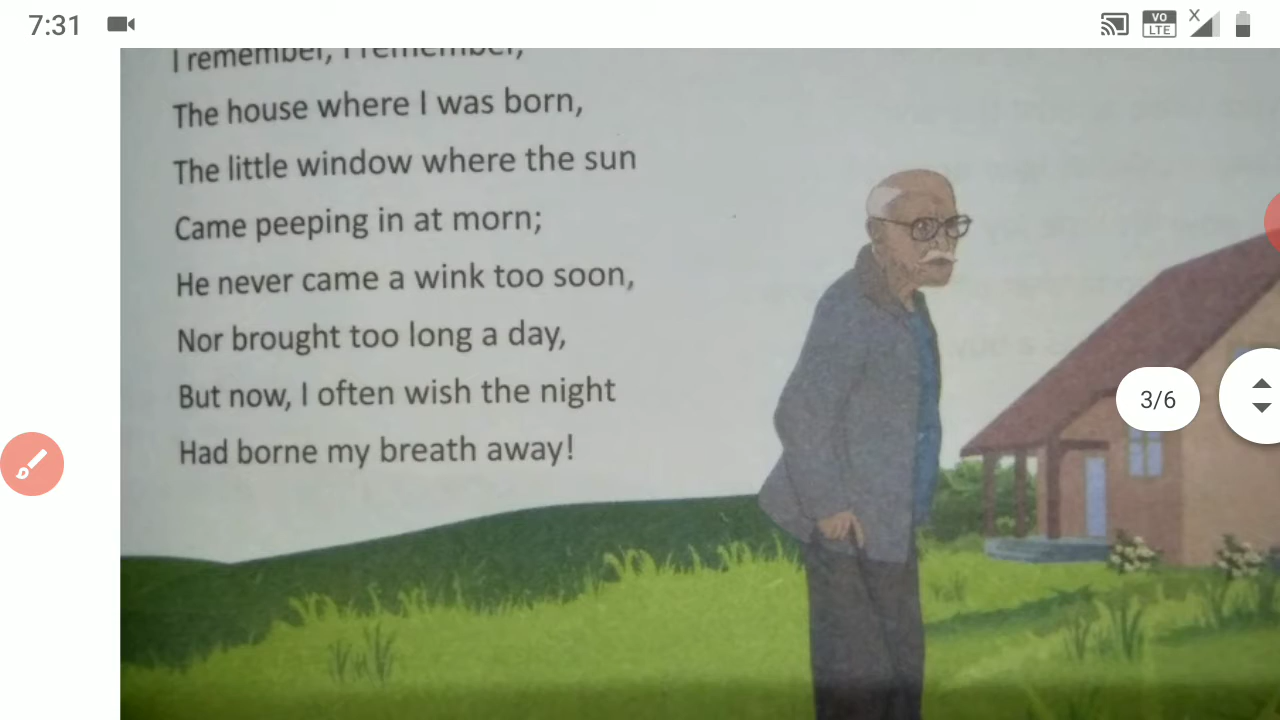 7:31
VO
LTE
X
I remember, I remember,
The house where I was born,
The little window where the sun
Came peeping in at morn;
He never came a wink too soon,
Nor brought too long a day,
But now, I often wish the night
Had borne my breath away!
3/6